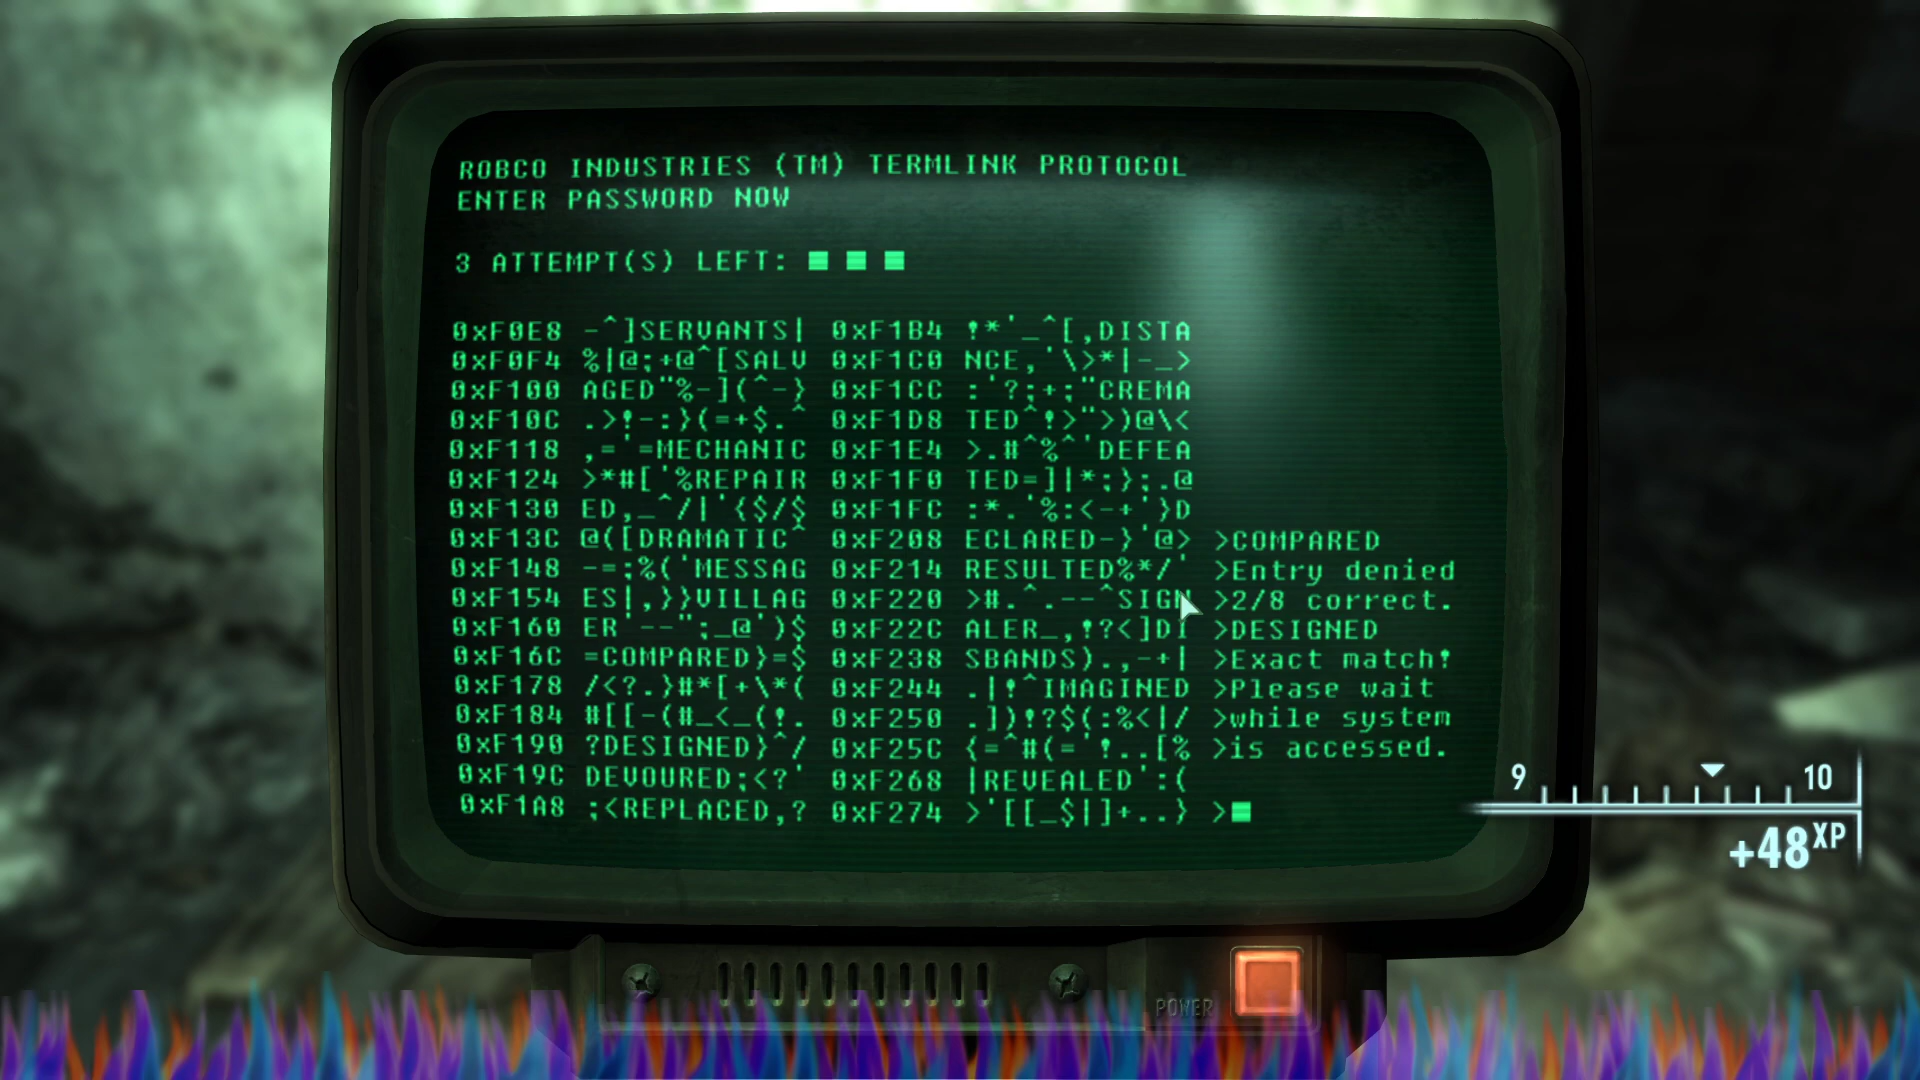 ROBCO INDUSTRIES (TM) TERMLINK PROTOCOL
ENTER PASSWORD NOW
3 ATTEMPT(S) LEFT: ■ ■ ■
0xF0E8 -^]SERVANTS| 0xF1B4 !*'_^[,DISTA
0xF0F4 %|@;+@^[SALV 0xF1C0 NCE,'\>*|-_>
0xF100 AGED"%-](^-} 0xF1CC :'?;+;"CREMA
0xF10C .>!-:}(=+$.^ 0xF1D8 TED^!>">)@\<
0xF118 ,='=MECHANIC 0xF1E4 >.#^%^'DEFEA
0xF124 >*#['%REPAIR 0xF1F0 TED=]|*;};.@
0xF130 ED,_^/|'{$/$ 0xF1FC :*.'%:<-+'}D
0xF13C @([DRAMATIC^ 0xF208 ECLARED-}'@> >COMPARED
0xF148 -=;%('MESSAG 0xF214 RESULTED%*/' >Entry denied
0xF154 ES|,}}VILLAG 0xF220 >#.^.--^SIGN >2/8 correct.
0xF160 ER'--";_@')$ 0xF22C ALER_,!?<]DI >DESIGNED
0xF16C =COMPARED}=$ 0xF238 SBANDS).,-+| >Exact match!
0xF178 /<?.}#*[+\*( 0xF244 .|!^IMAGINED >Please wait
0xF184 #[[-(#_<_(!. 0xF250 .])!?$(:%<|/ >while system
0xF190 ?DESIGNED}^/ 0xF25C {=^#(='!..[% >is accessed.
0xF19C DEVOURED;<?' 0xF268 |REVEALED':(
0xF1A8 ;<REPLACED,? 0xF274 >'[[_$|]+..} >■
9 10
+48 XP
POWER